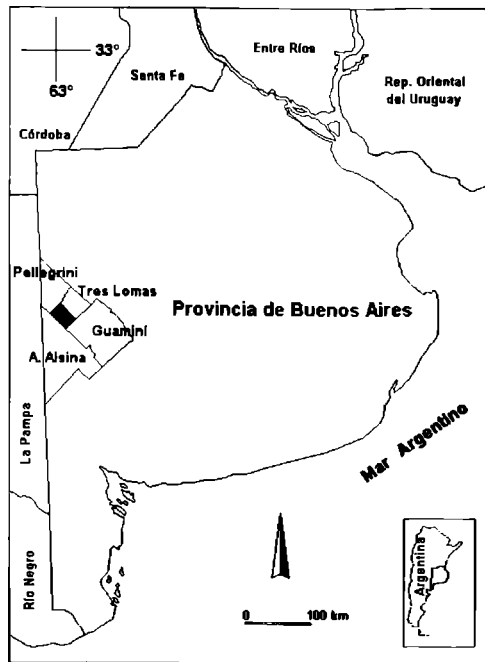 Entre Ríos
33°
Santa Fe
63°
Rep. Oriental
del Uruguay
Córdoba
Pellegrini
Tres Lomas
Provincia de Buenos Aires
Guaminí
A. Alsina
La Pampa
Mar Argentino
Río Negro
Argentina
0 100 km